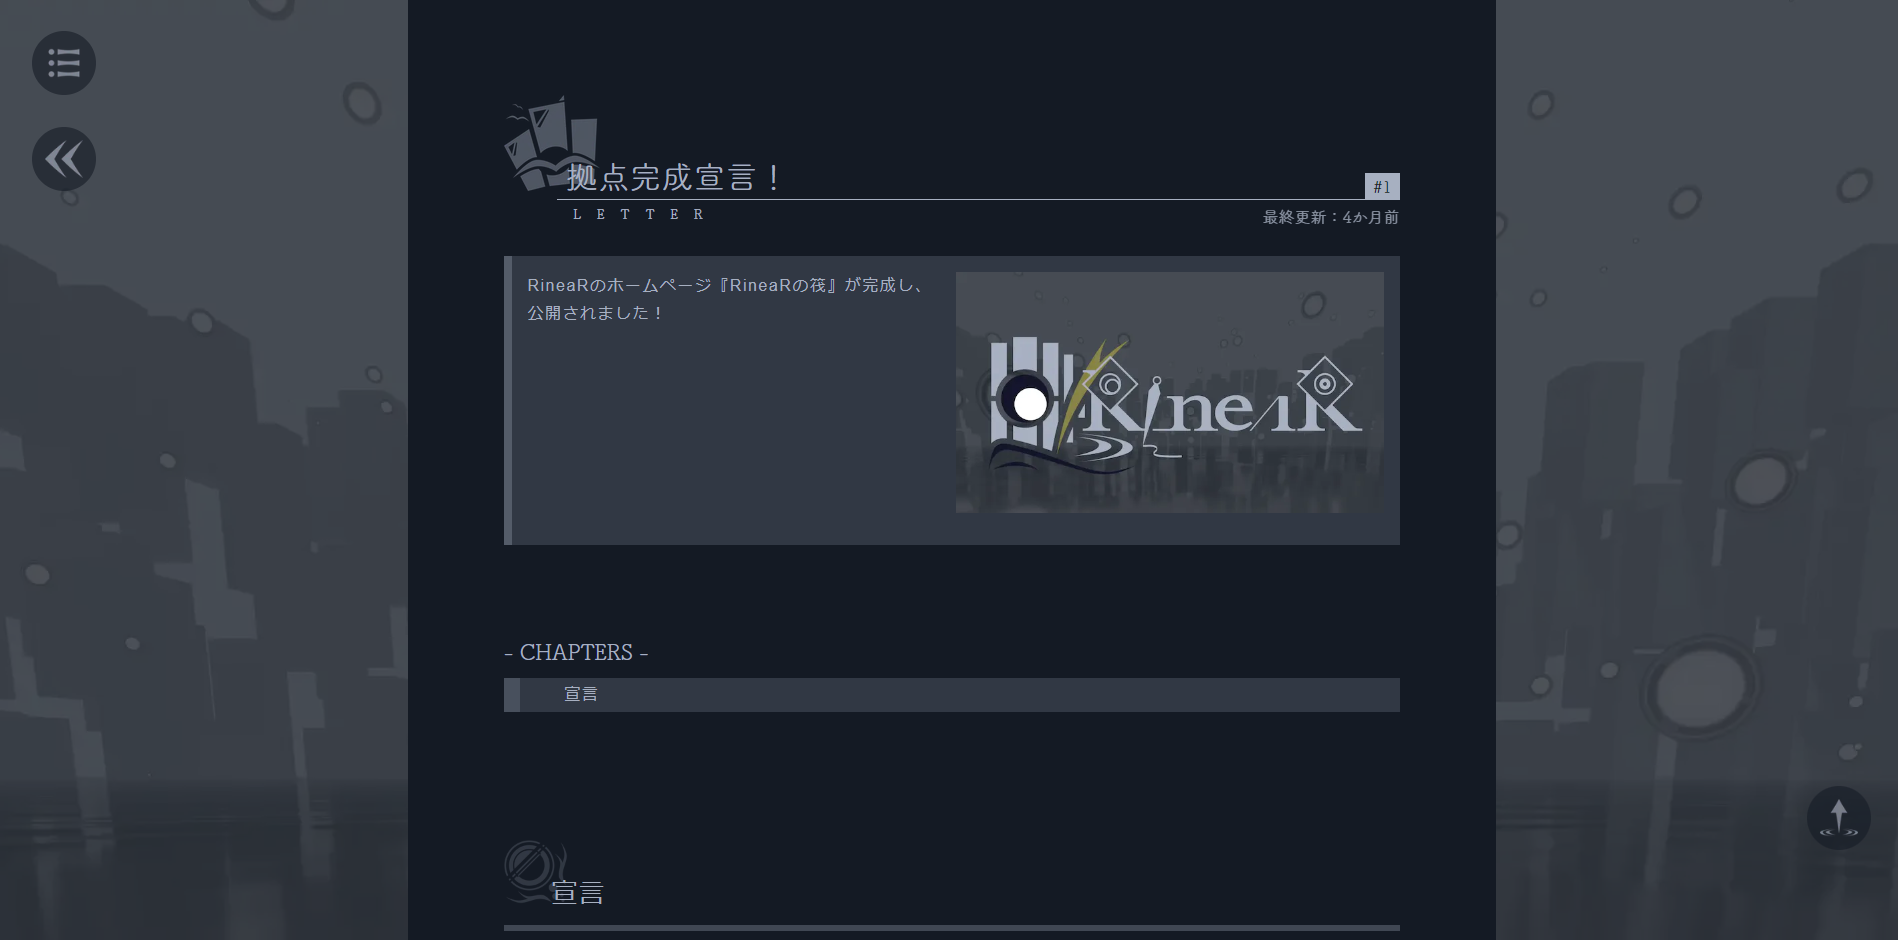 拠点完成宣言！
#1
LETTER
最終更新：4か月前
RineaRのホームページ『RineaRの筏』が完成し、
公開されました！
RineaR
- CHAPTERS -
宣言
宣言